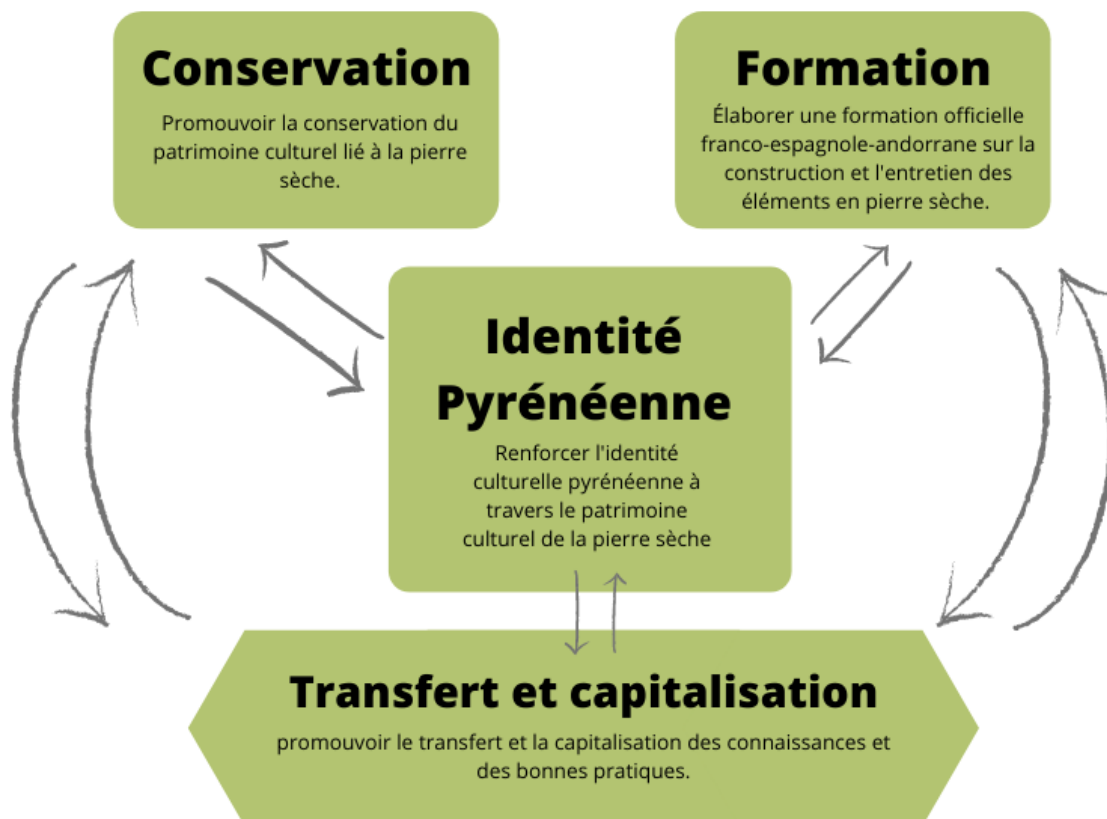 Conservation
Promouvoir la conservation du
patrimoine culturel lié à la pierre
sèche.
Formation
Élaborer une formation officielle
franco-espagnole-andorrane sur la
construction et l'entretien des
éléments en pierre sèche.
Identité
Pyrénéenne
Renforcer l'identité
culturelle pyrénéenne à
travers le patrimoine
culturel de la pierre sèche
Transfert et capitalisation
promouvoir le transfert et la capitalisation des connaissances et
des bonnes pratiques.